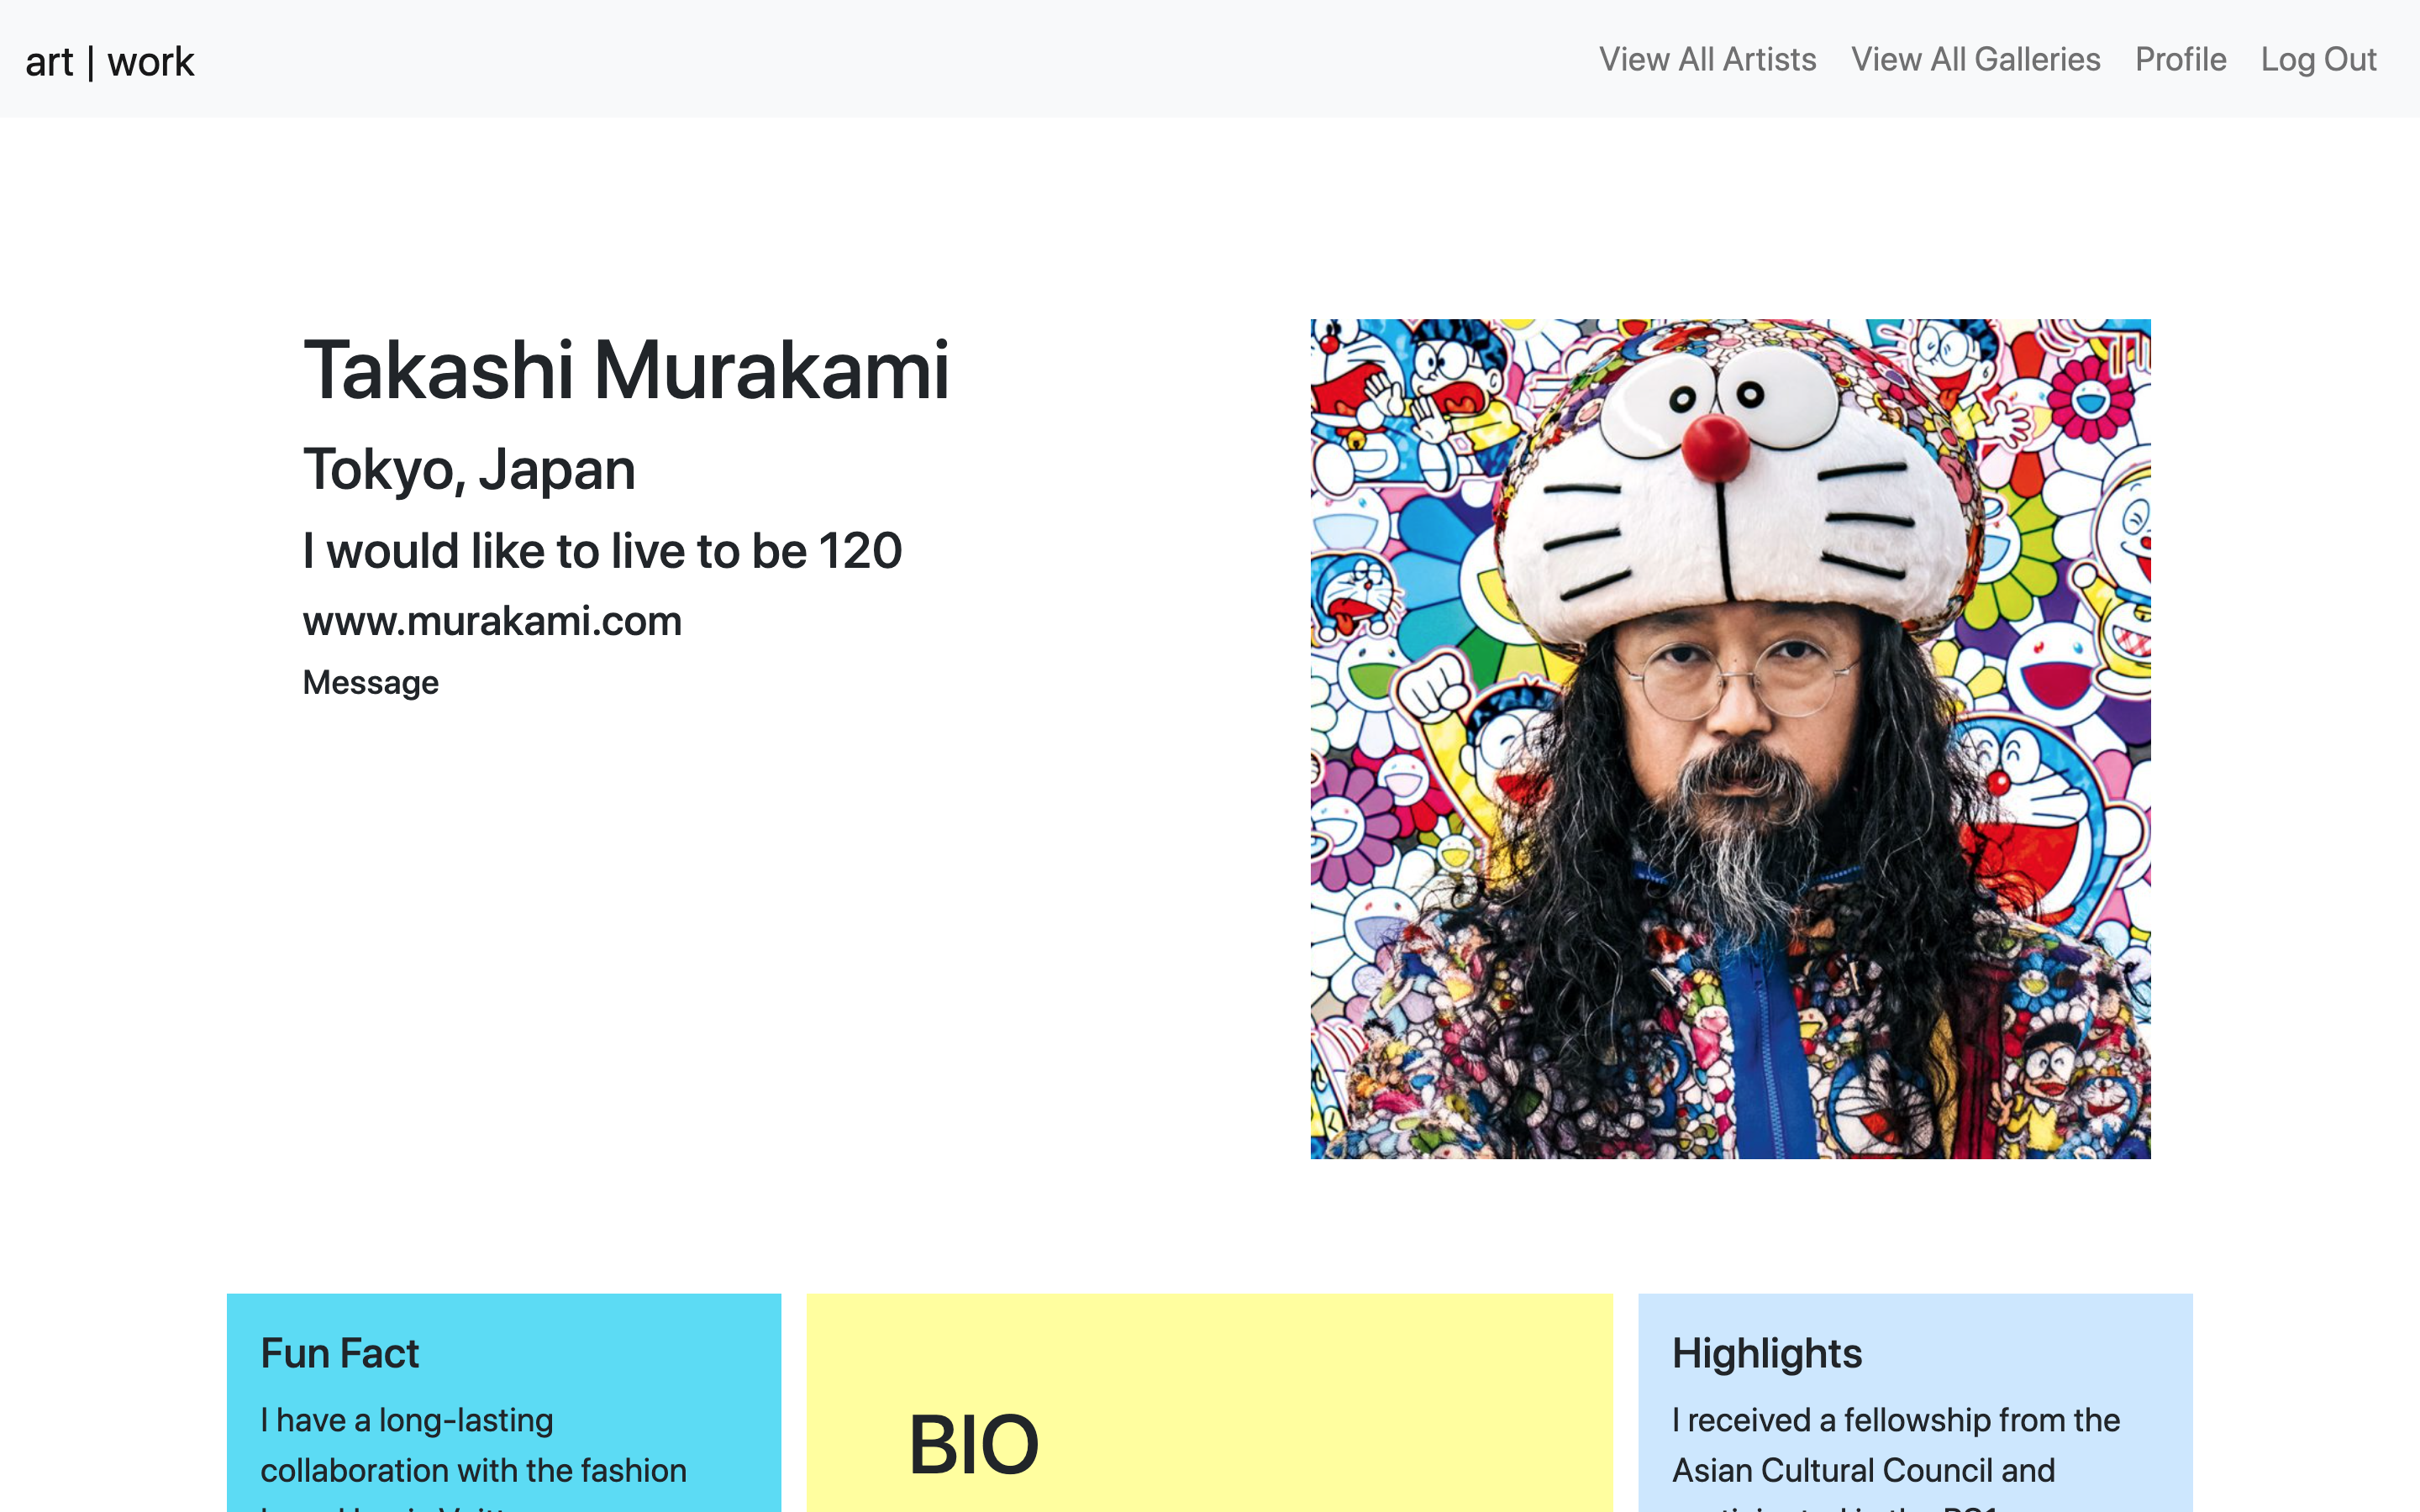 art | work
View All Artists
View All Galleries
Profile
Log Out
Takashi Murakami
Tokyo, Japan
I would like to live to be 120
www.murakami.com
Message
Fun Fact
I have a long-lasting
collaboration with the fashion
BIO
Highlights
I received a fellowship from the
Asian Cultural Council and